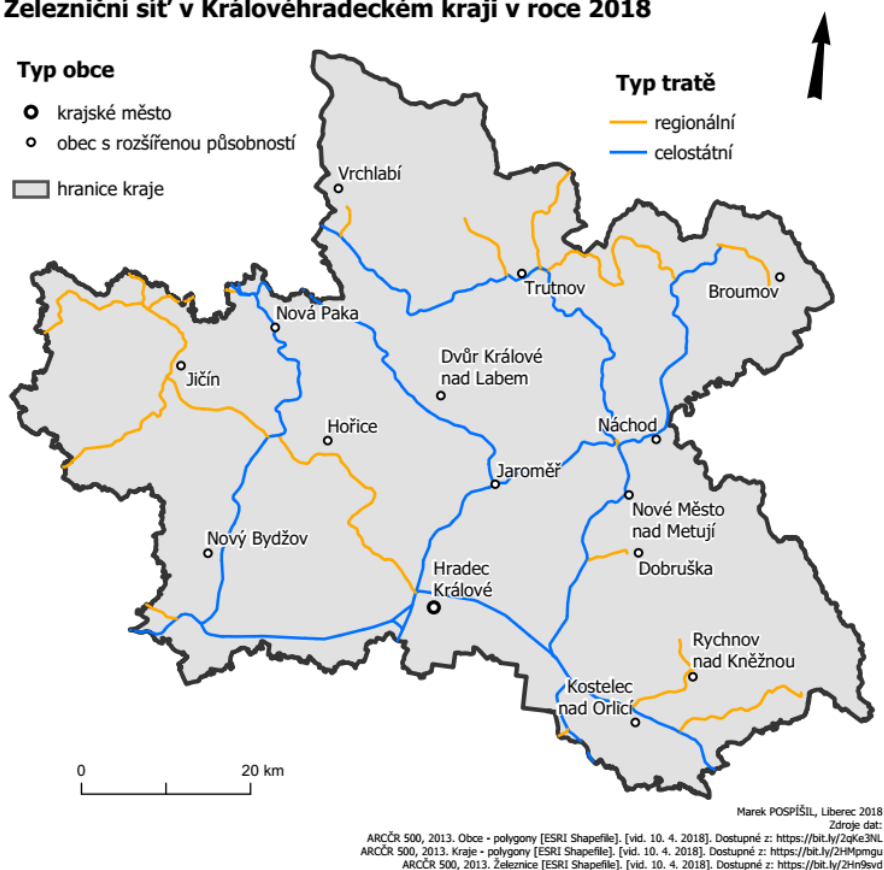 Železniční síť v Královéhradeckém kraji v roce 2018
Typ obce
krajské město
obec s rozšířenou působností
hranice kraje
Typ tratě
regionální
celostátní
Vrchlabí
Trutnov
Broumov
Nová Paka
Jičín
Dvůr Králové
nad Labem
Hořice
Náchod
Jaroměř
Nové Město
nad Metují
Nový Bydžov
Dobruška
Hradec
Králové
Rychnov
nad Kněžnou
Kostelec
nad Orlicí
0 20 km
Marek POSPÍŠIL, Liberec 2018
Zdroje dat:
ARCČR 500, 2013. Obce - polygony [ESRI Shapefile]. [vid. 10. 4. 2018]. Dostupné z: https://bit.ly/2qKe3NL
ARCČR 500, 2013. Kraje - polygony [ESRI Shapefile]. [vid. 10. 4. 2018]. Dostupné z: https://bit.ly/2HMpmgu
ARCČR 500, 2013. Železnice [ESRI Shapefile]. [vid. 10. 4. 2018]. Dostupné z: https://bit.ly/2Hn9svd